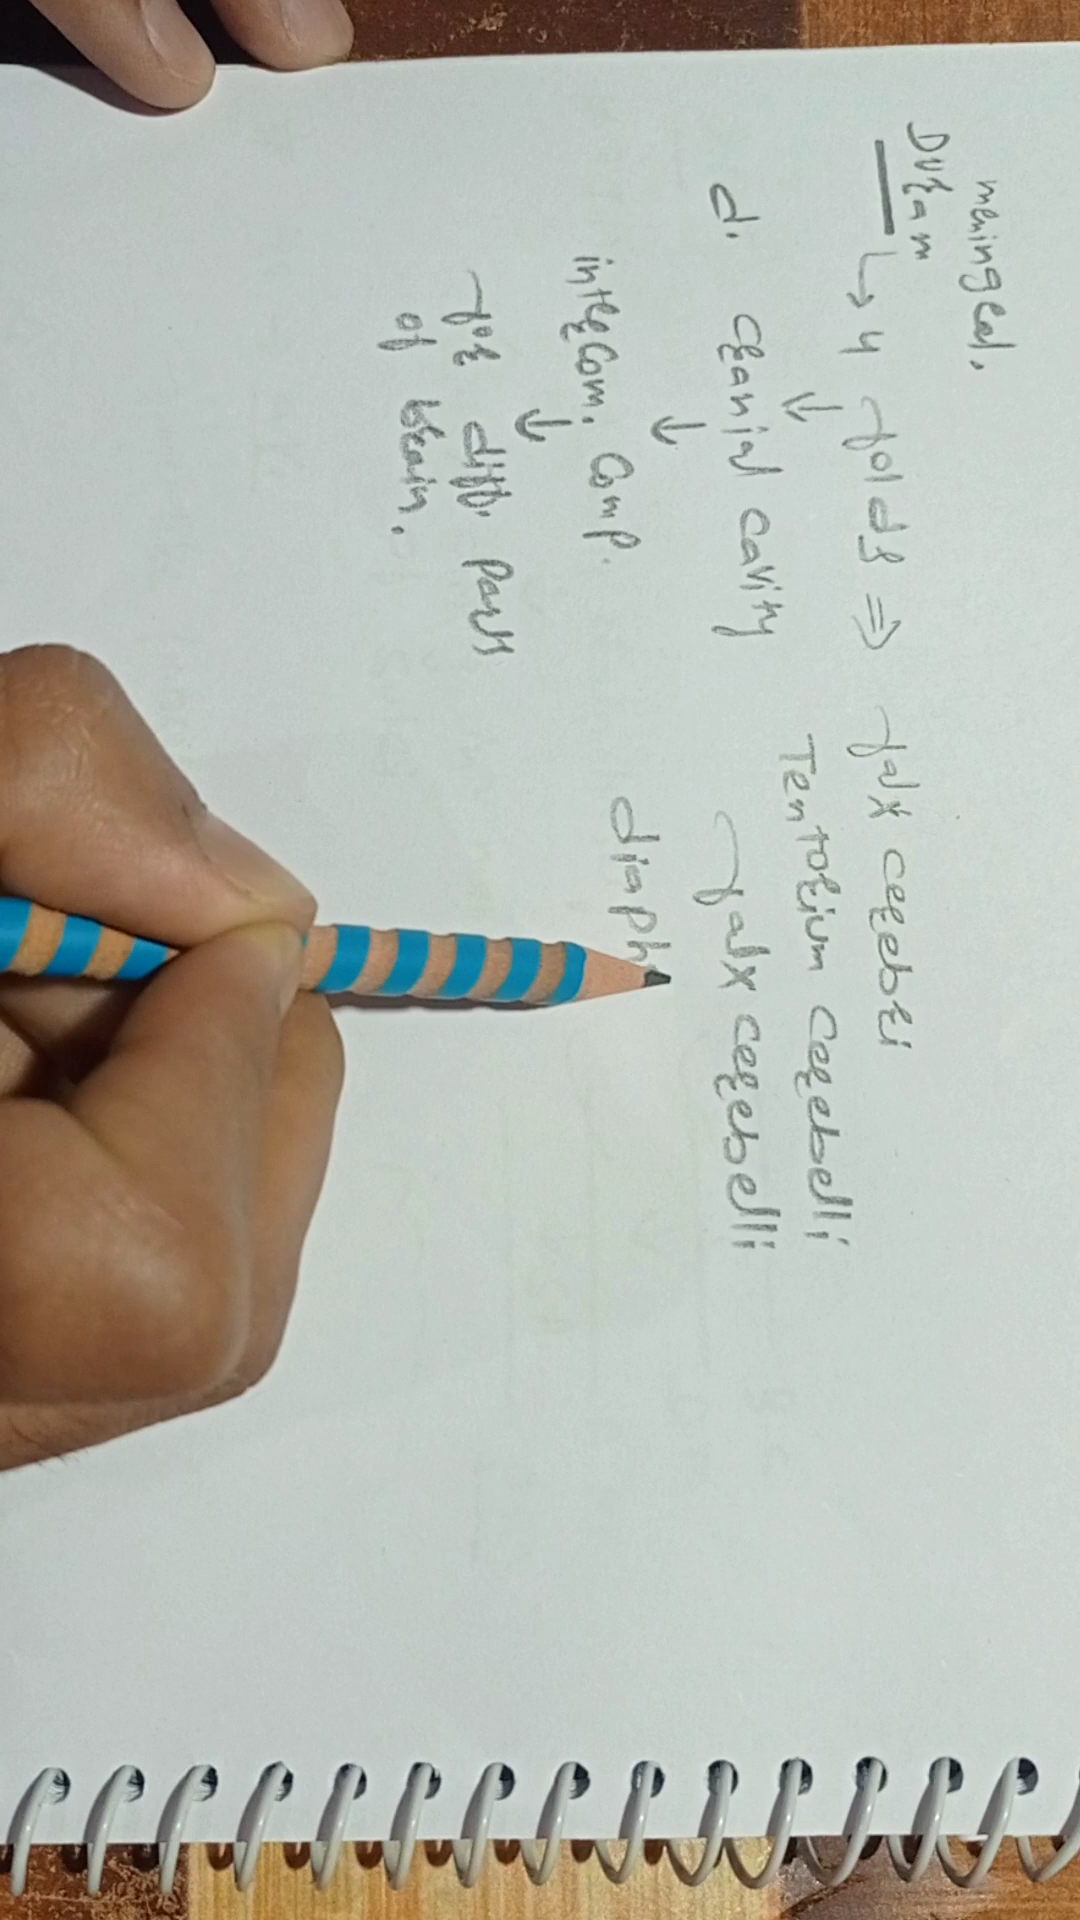 meningeal.
Duram
↳ 4 folds ⇒ falx cerebri
↓ Tentorium cerebelli
d. cranial cavity falx cerebelli
↓ diaph
intercom. comp.
↓
for diff. parts
of brain.